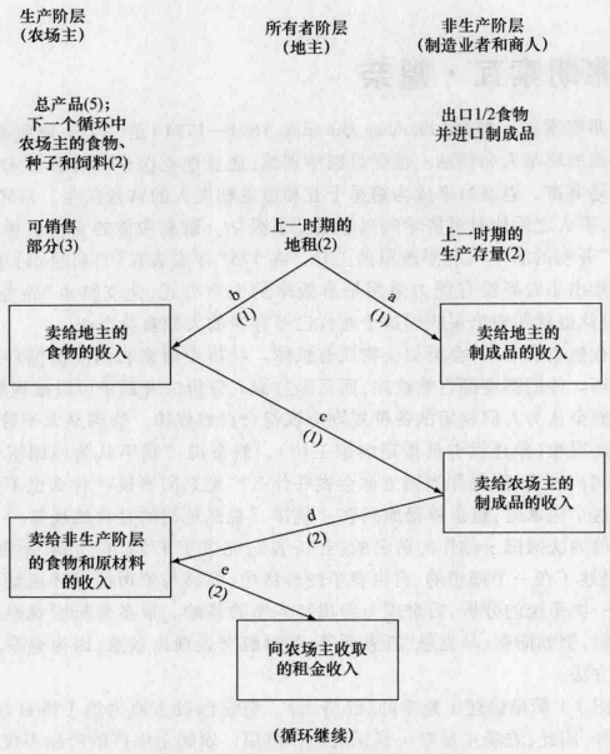 生产阶层
(农场主)
所有者阶层
(地主)
非生产阶层
(制造业者和商人)
总产品(5);
下一个循环中
农场主的食物、
种子和饲料(2)
出口1/2食物
并进口制成品
可销售
部分(3)
上一时期的
地租(2)
上一时期的
生产存量(2)
b
(1)
a
(1)
卖给地主的
食物的收入
卖给地主的
制成品的收入
c
(1)
卖给农场主的
制成品的收入
d
(2)
卖给非生产阶层
的食物和原材料
的收入
e
(2)
向农场主收取
的租金收入
(循环继续)